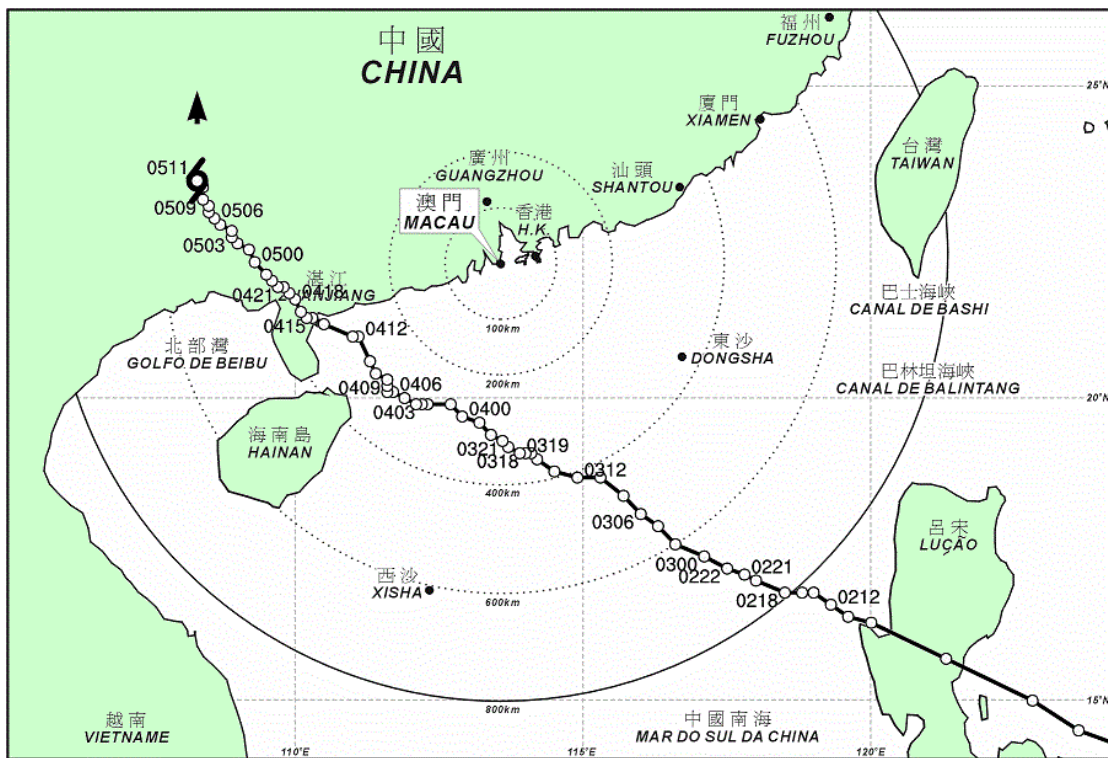 中國
CHINA
福州
FUZHOU
25°N
廈門
XIAMEN
台灣
TAIWAN
廣州
GUANGZHOU
汕頭
SHANTOU
澳門
MACAU
香港
H.K
0511
0509
0506
0503
0500
湛江
0421
0418
0415
0412
100km
巴士海峽
CANAL DE BASHI
北部灣
GOLFO DE BEIBU
東沙
DONGSHA
200km
巴林坦海峽
CANAL DE BALINTANG
0409
0406
20°N
0403
0400
海南島
HAINAN
0321
0319
0318
0312
400km
0306
呂宋
LUÇÃO
0300
0222
0221
0218
0212
西沙
XISHA
600km
15°N
800km
越南
VIETNAME
中國南海
MAR DO SUL DA CHINA
110°E
115°E
120°E